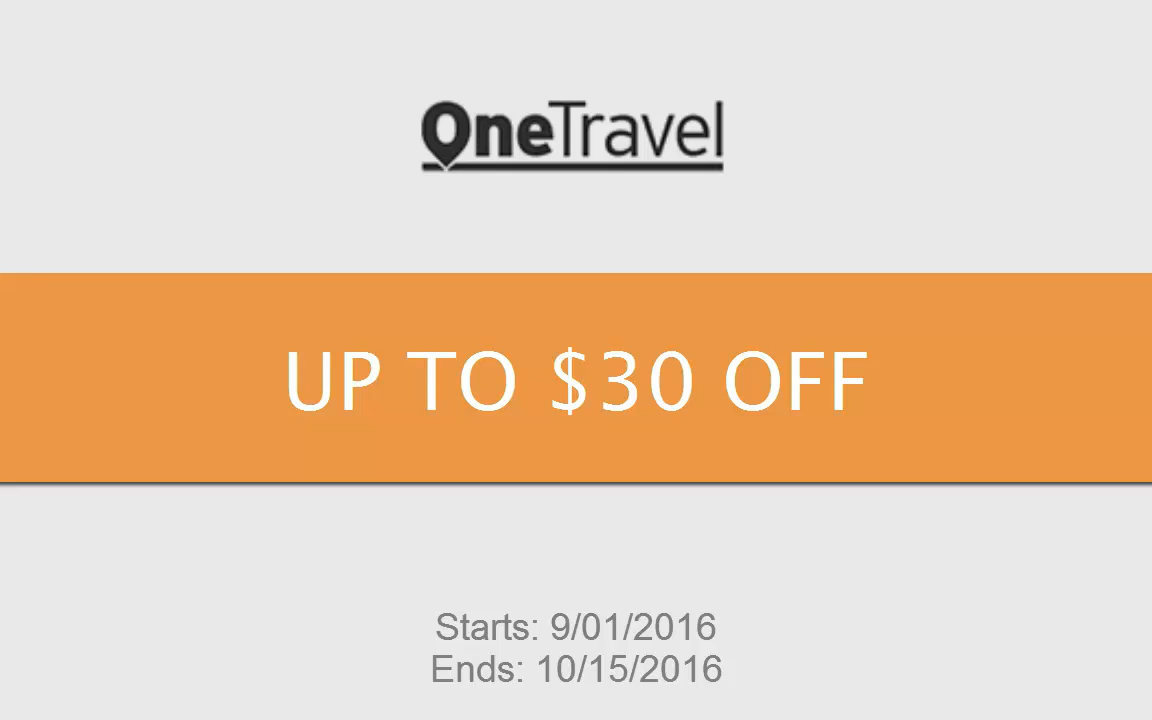 OneTravel
UP TO $30 OFF
Starts: 9/01/2016
Ends: 10/15/2016